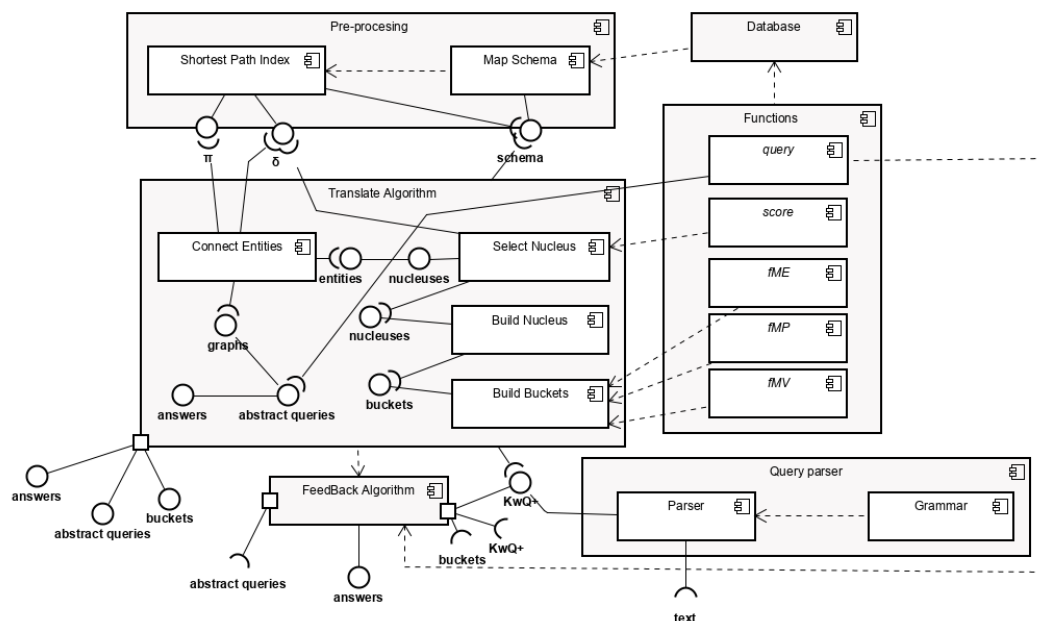 Pre-procesing
Database
Shortest Path Index
Map Schema
Functions
π
δ
schema
query
Translate Algorithm
score
Connect Entities
Select Nucleus
entities
nucleuses
fME
Build Nucleus
fMP
nucleuses
graphs
fMV
Build Buckets
buckets
answers
abstract queries
Query parser
FeedBack Algorithm
answers
buckets
KwQ+
Parser
Grammar
abstract queries
KwQ+
buckets
abstract queries
answers
text